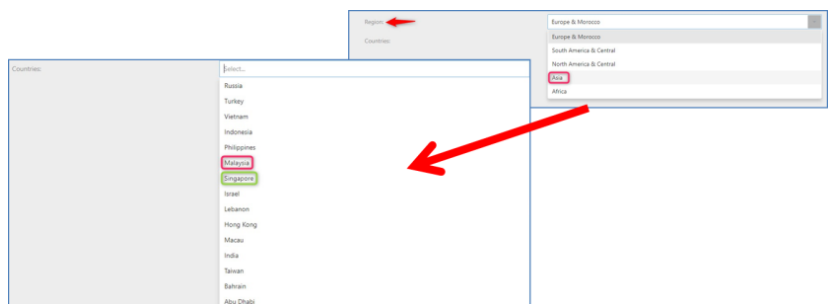 Region:
Europe & Morocco
Countries:
Europe & Morocco
South America & Central
North America & Central
Asia
Africa
Countries:
Select...
Russia
Turkey
Vietnam
Indonesia
Philippines
Malaysia
Singapore
Israel
Lebanon
Hong Kong
Macau
India
Taiwan
Bahrain
Abu Dhabi